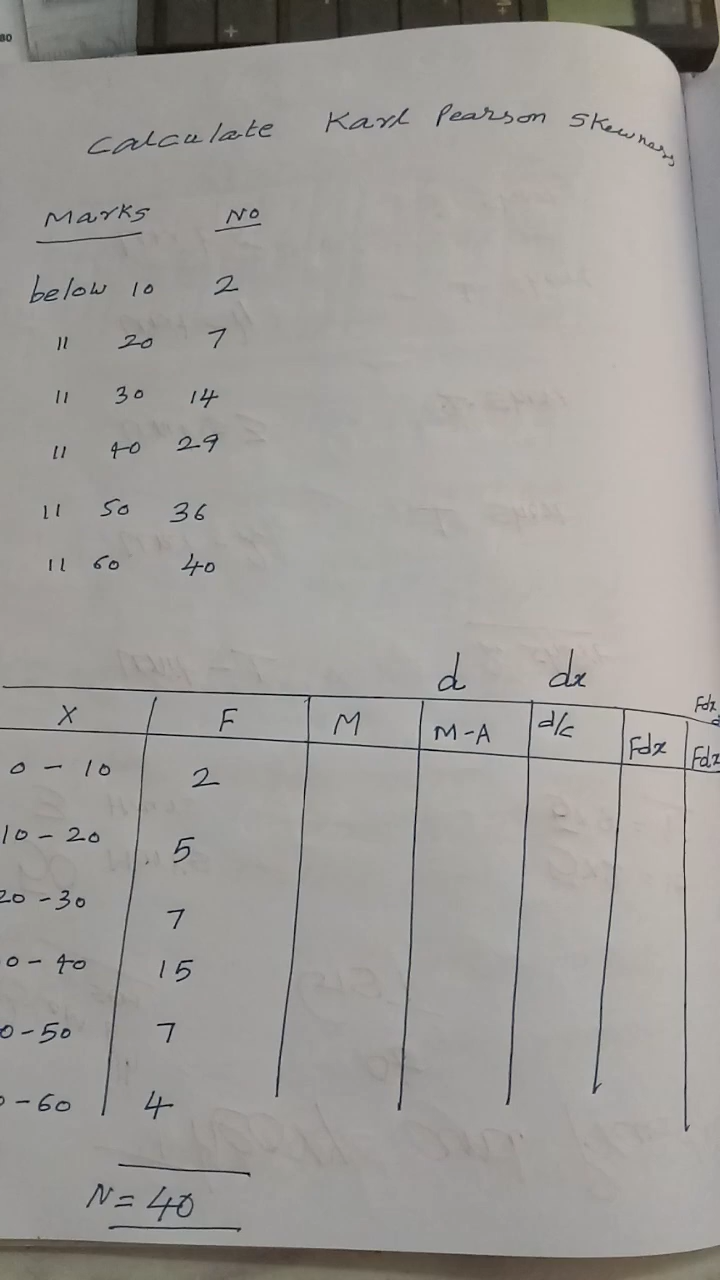 80
Calculate Karl Pearson Skewness
Marks No
below 10 2
" 20 7
" 30 14
" 40 29
" 50 36
" 60 40
d dx
X F M M-A d/c Fdx Fdx
0 - 10 2
10 - 20 5
20 - 30 7
0 - 40 15
0 - 50 7
- 60 4
N = 40